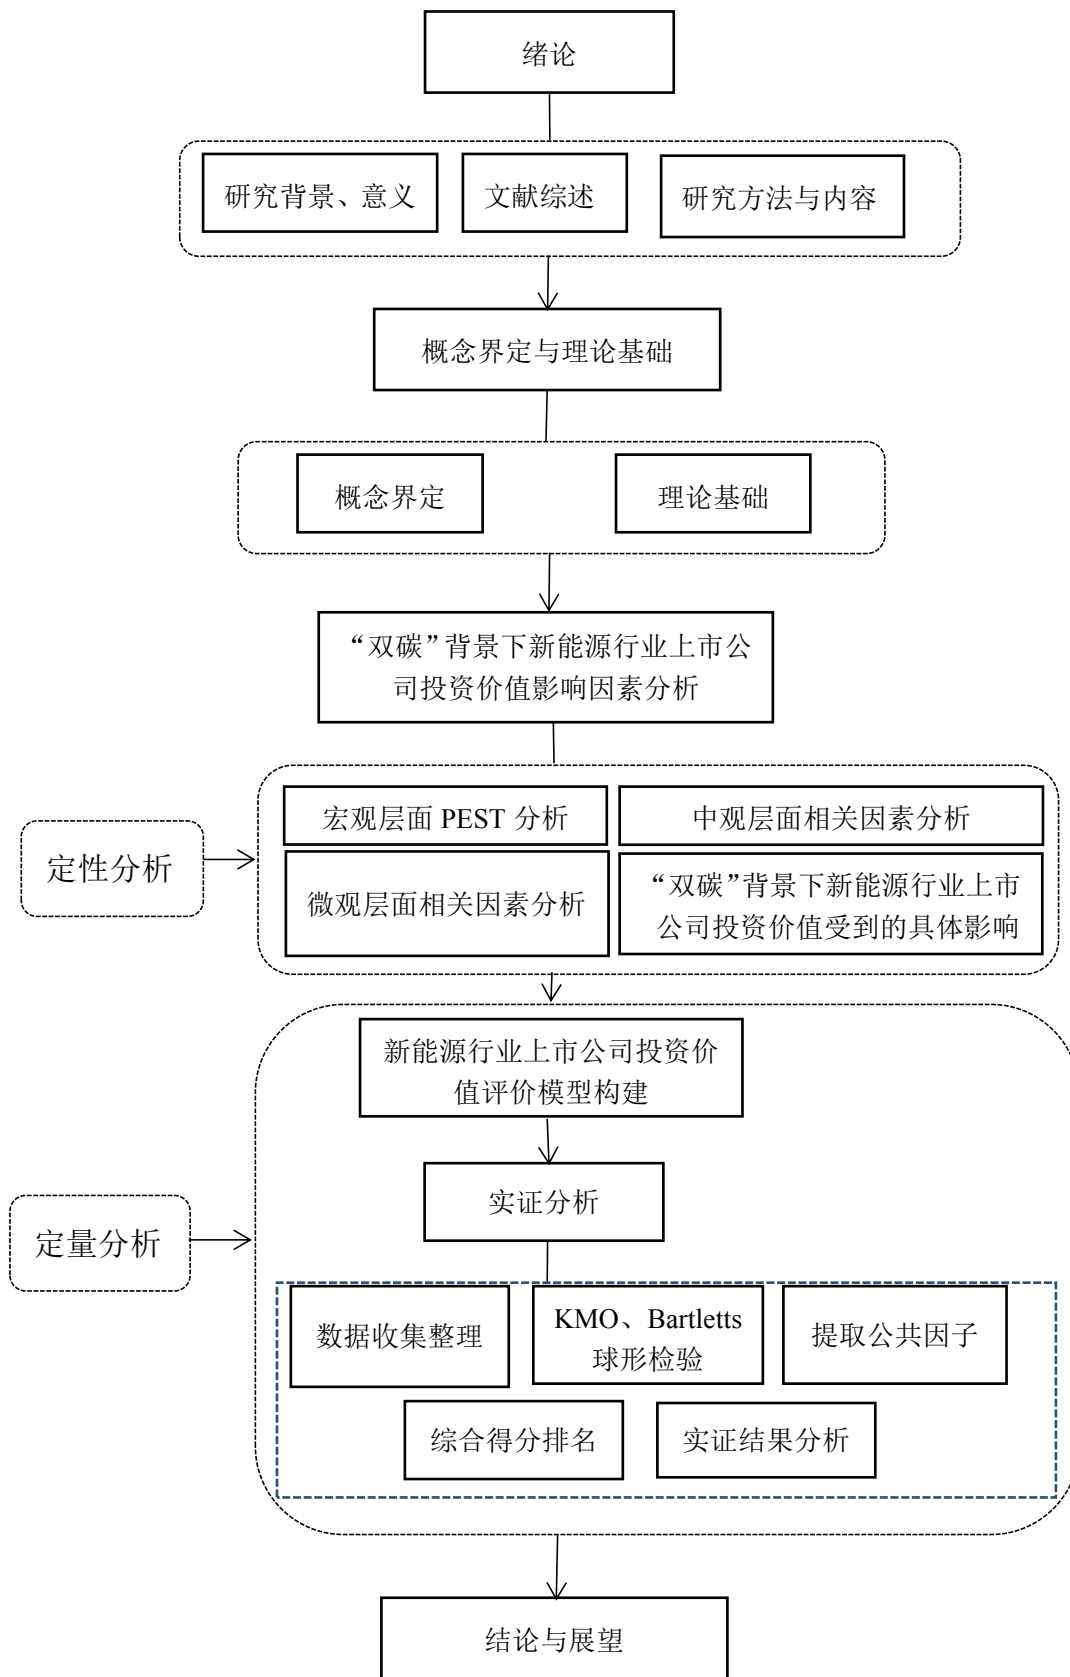 绪论
研究背景、意义
文献综述
研究方法与内容
概念界定与理论基础
概念界定
理论基础
“双碳”背景下新能源行业上市公
司投资价值影响因素分析
定性分析
宏观层面 PEST 分析
中观层面相关因素分析
微观层面相关因素分析
“双碳”背景下新能源行业上市
公司投资价值受到的具体影响
新能源行业上市公司投资价
值评价模型构建
实证分析
定量分析
数据收集整理
KMO、Bartletts
球形检验
提取公共因子
综合得分排名
实证结果分析
结论与展望